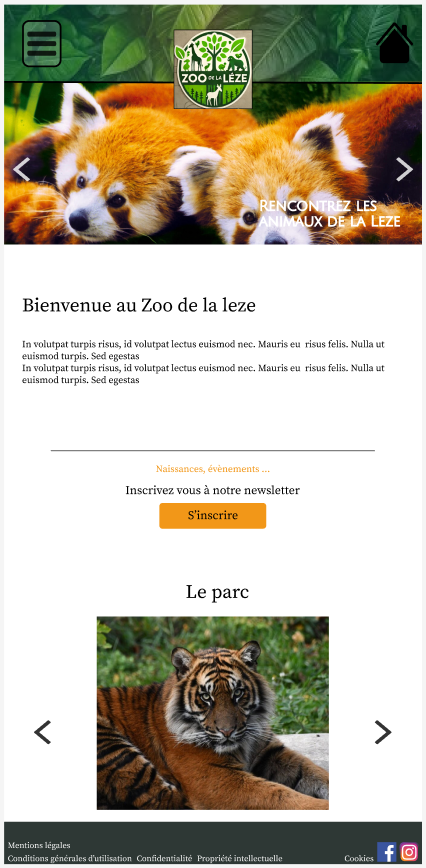 ZOO DE LA LÈZE
RENCONTREZ LES
ANIMAUX DE LA LEZE
Bienvenue au Zoo de la leze
In volutpat turpis risus, id volutpat lectus euismod nec. Mauris eu risus felis. Nulla ut
euismod turpis. Sed egestas
In volutpat turpis risus, id volutpat lectus euismod nec. Mauris eu risus felis. Nulla ut
euismod turpis. Sed egestas
Naissances, évènements ...
Inscrivez vous à notre newsletter
S'inscrire
Le parc
Mentions légales
Conditions générales d'utilisation Confidentialité Propriété intellectuelle Cookies